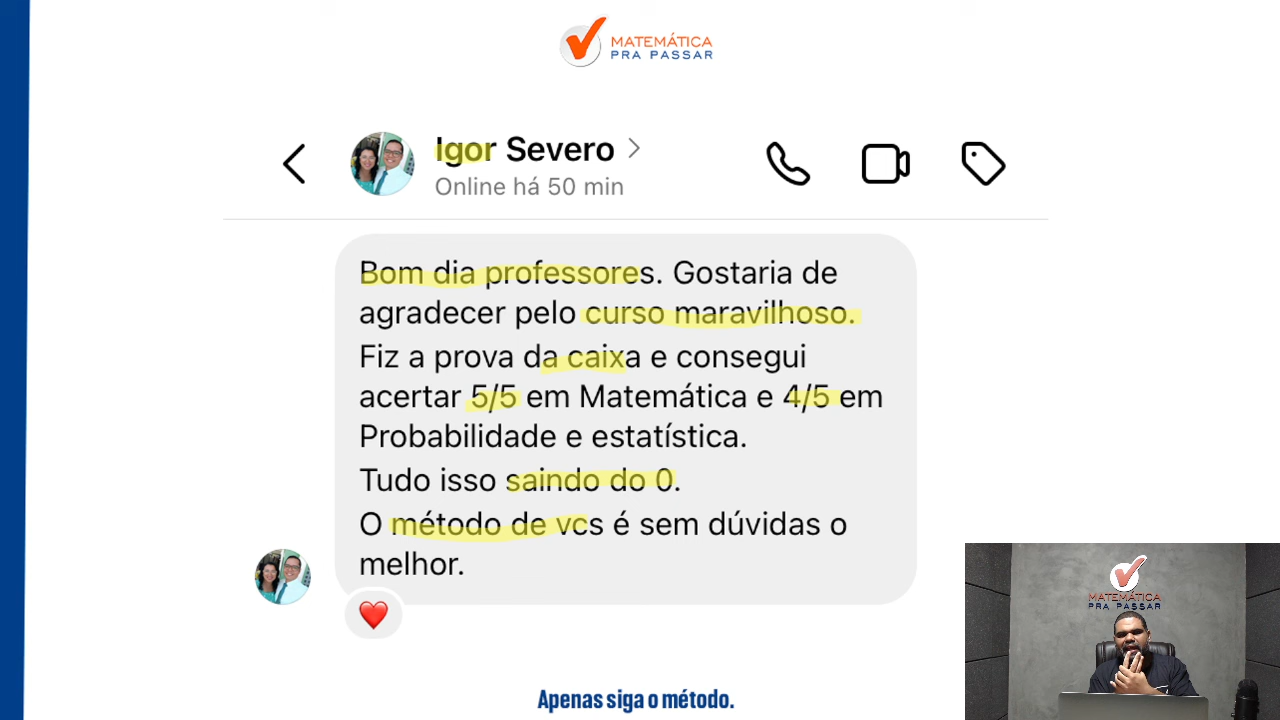 MATEMÁTICA
PRA PASSAR
Igor Severo
Online há 50 min
Bom dia professores. Gostaria de
agradecer pelo curso maravilhoso.
Fiz a prova da caixa e consegui
acertar 5/5 em Matemática e 4/5 em
Probabilidade e estatística.
Tudo isso saindo do 0.
O método de vcs é sem dúvidas o
melhor.
MATEMÁTICA
PRA PASSAR
Apenas siga o método.